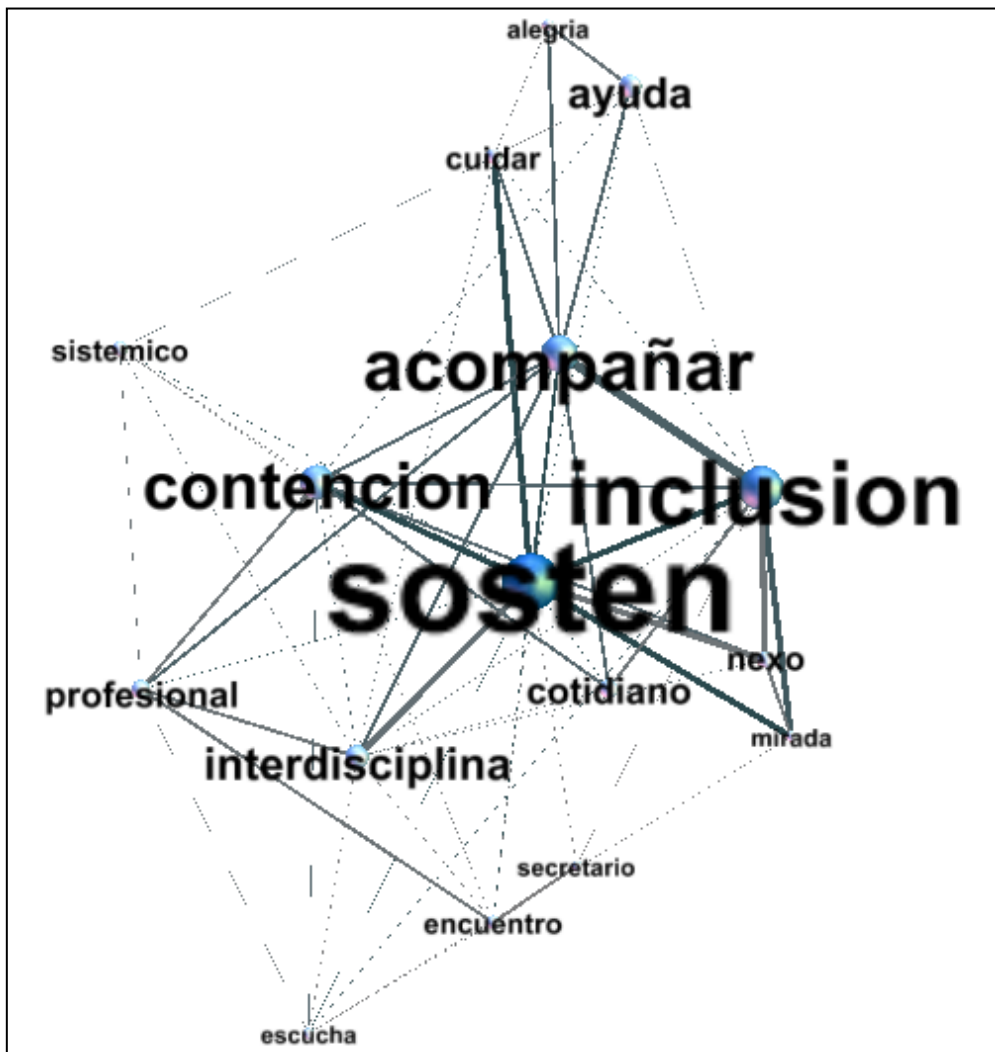 alegria
ayuda
cuidar
sistemico
acompañar
contencion
inclusion
sosten
nexo
profesional
cotidiano
mirada
interdisciplina
secretario
encuentro
escucha